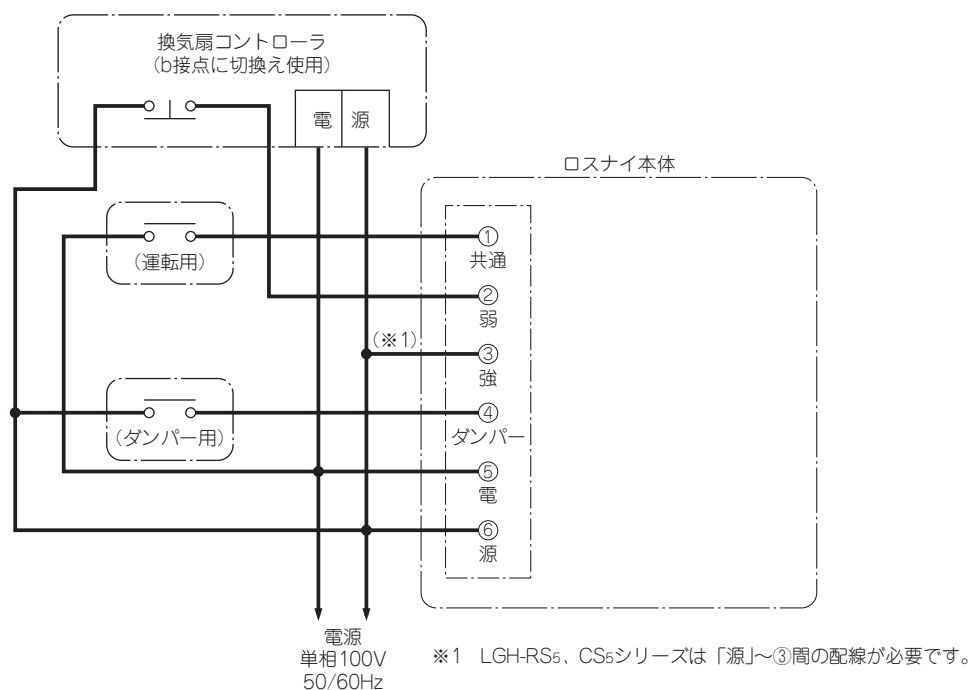 換気扇コントローラ
（b接点に切換え使用）
電 源
ロスナイ本体
（運転用）
①
共通
②
弱
（※1）
③
強
④
ダンパー
（ダンパー用）
⑤
電
⑥
源
電源
単相100V
50/60Hz
※1 LGH-RS5、CS5シリーズは「源」～③間の配線が必要です。